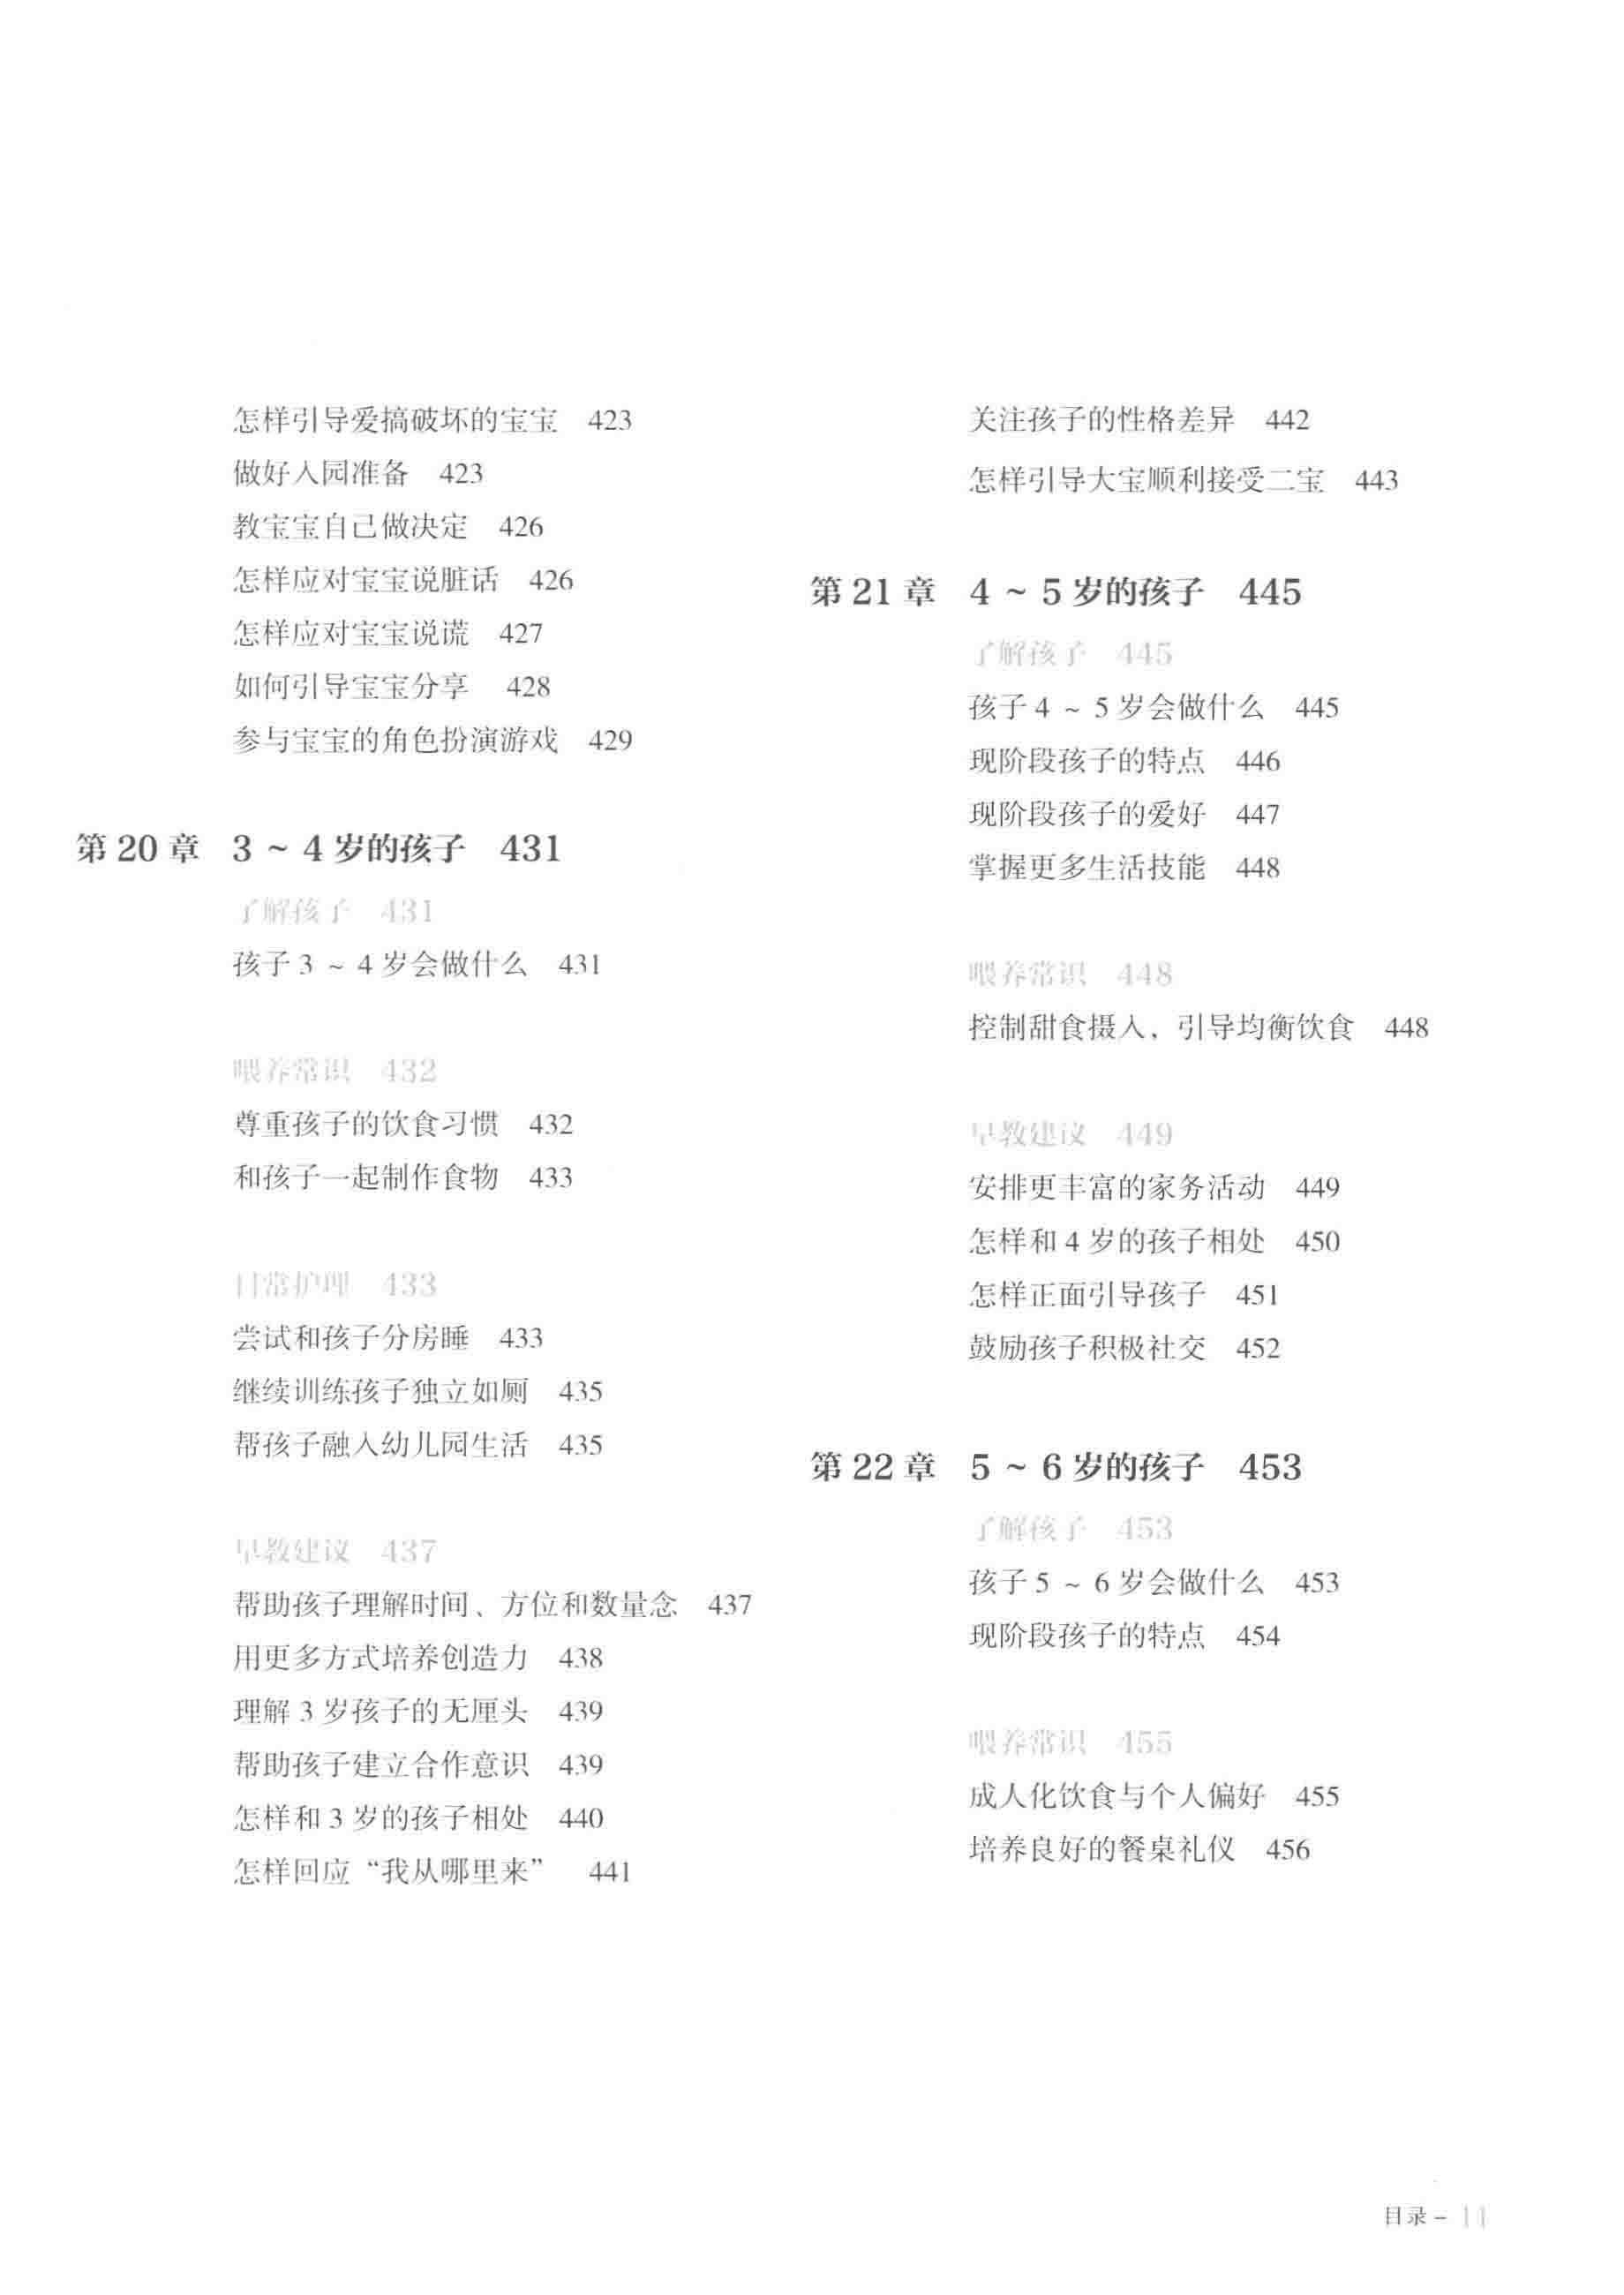 怎样引导爱搞破坏的宝宝 423
做好入园准备 423
教宝宝自己做决定 426
怎样应对宝宝说脏话 426
怎样应对宝宝说谎 427
如何引导宝宝分享 428
参与宝宝的角色扮演游戏 429
第 20 章 3 ~ 4 岁的孩子 431
了解孩子 431
孩子 3 ~ 4 岁会做什么 431
喂养常识 432
尊重孩子的饮食习惯 432
和孩子一起制作食物 433
日常护理 433
尝试和孩子分房睡 433
继续训练孩子独立如厕 435
帮孩子融入幼儿园生活 435
早教建议 437
帮助孩子理解时间、方位和数量念 437
用更多方式培养创造力 438
理解 3 岁孩子的无厘头 439
帮助孩子建立合作意识 439
怎样和 3 岁的孩子相处 440
怎样回应“我从哪里来” 441
关注孩子的性格差异 442
怎样引导大宝顺利接受二宝 443
第 21 章 4 ~ 5 岁的孩子 445
了解孩子 445
孩子 4 ~ 5 岁会做什么 445
现阶段孩子的特点 446
现阶段孩子的爱好 447
掌握更多生活技能 448
喂养常识 448
控制甜食摄入，引导均衡饮食 448
早教建议 449
安排更丰富的家务活动 449
怎样和 4 岁的孩子相处 450
怎样正面引导孩子 451
鼓励孩子积极社交 452
第 22 章 5 ~ 6 岁的孩子 453
了解孩子 453
孩子 5 ~ 6 岁会做什么 453
现阶段孩子的特点 454
喂养常识 455
成人化饮食与个人偏好 455
培养良好的餐桌礼仪 456
目录 – 11